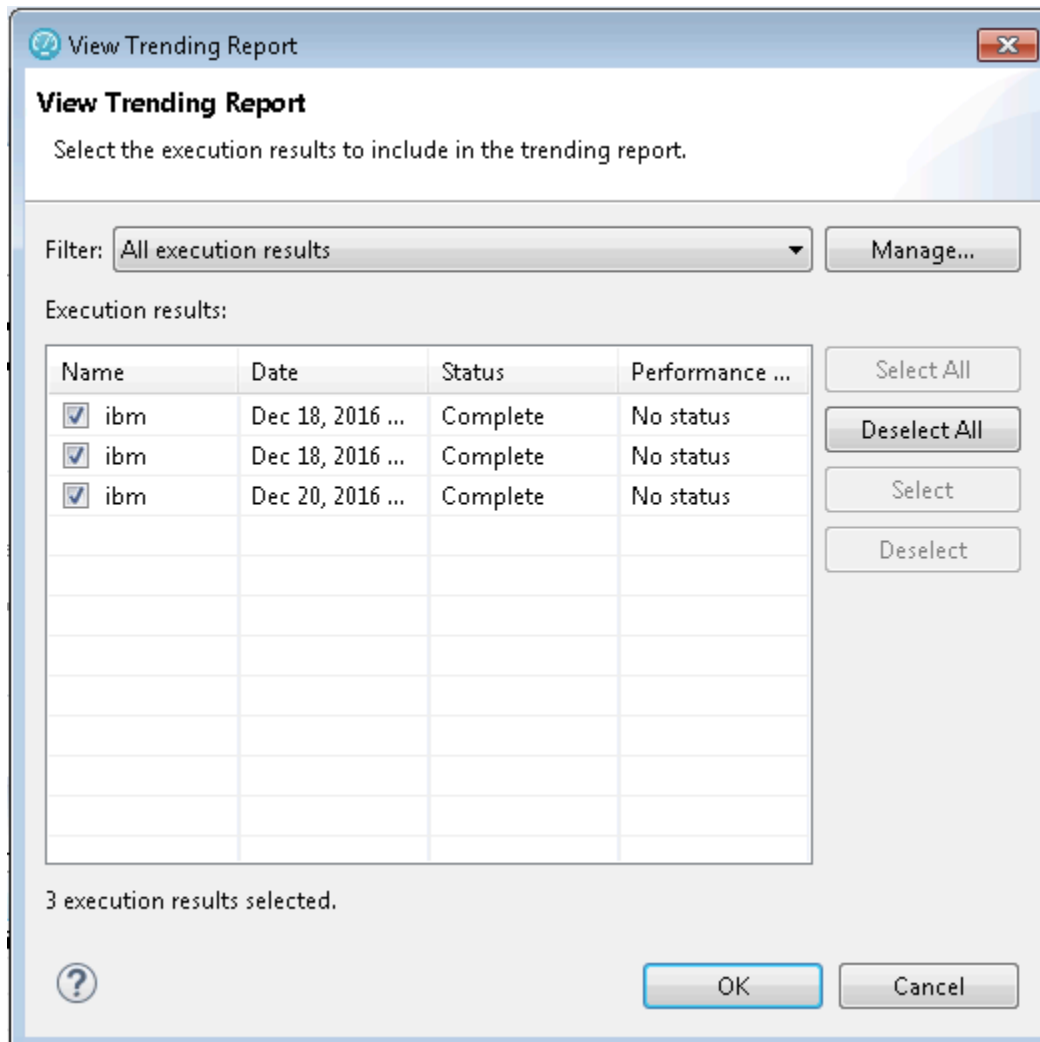 View Trending Report
View Trending Report
Select the execution results to include in the trending report.
Filter: All execution results Manage...
Execution results:
Name Date Status Performance ... Select All
ibm Dec 18, 2016 ... Complete No status Deselect All
ibm Dec 18, 2016 ... Complete No status
ibm Dec 20, 2016 ... Complete No status Select
Deselect
3 execution results selected.
? OK Cancel